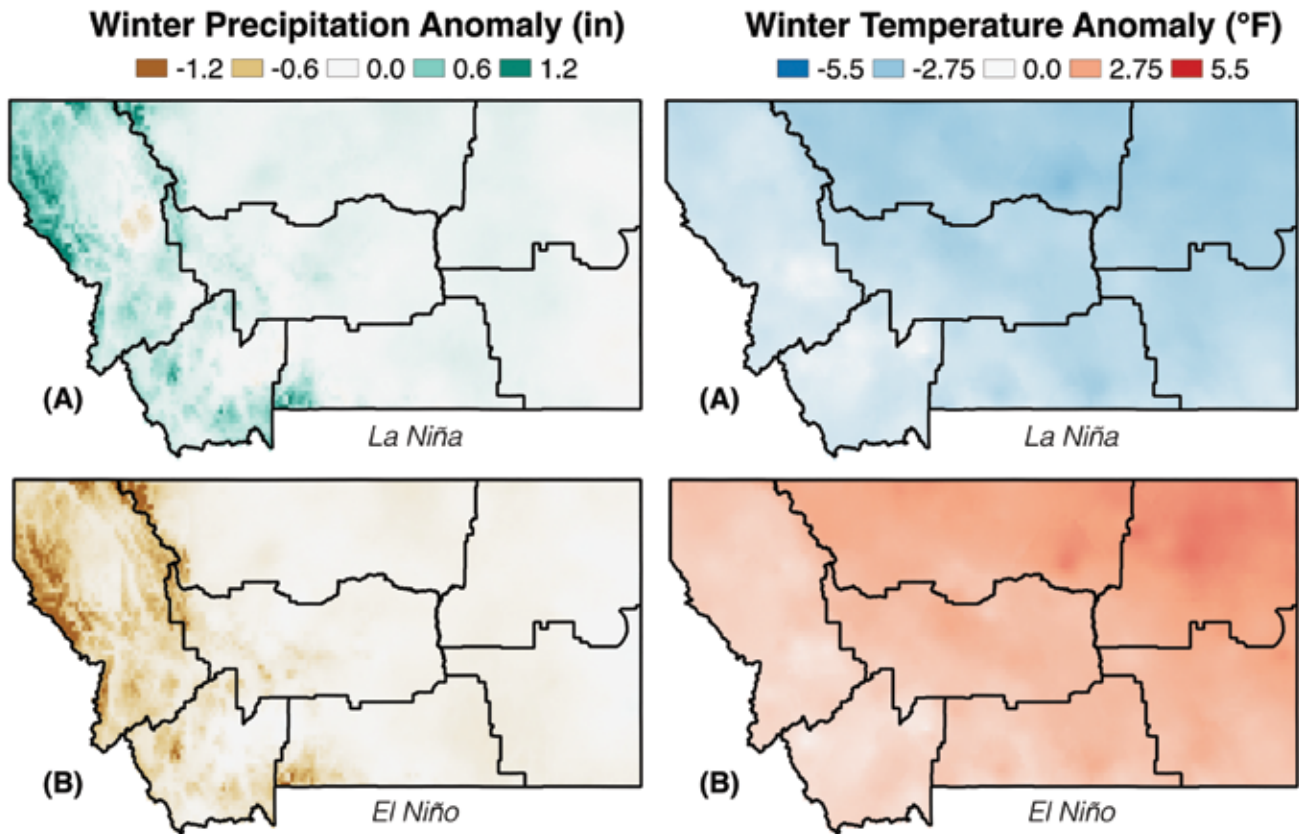 Winter Precipitation Anomaly (in)
-1.2 -0.6 0.0 0.6 1.2
(A)
La Niña
(B)
El Niño
Winter Temperature Anomaly (°F)
-5.5 -2.75 0.0 2.75 5.5
(A)
La Niña
(B)
El Niño